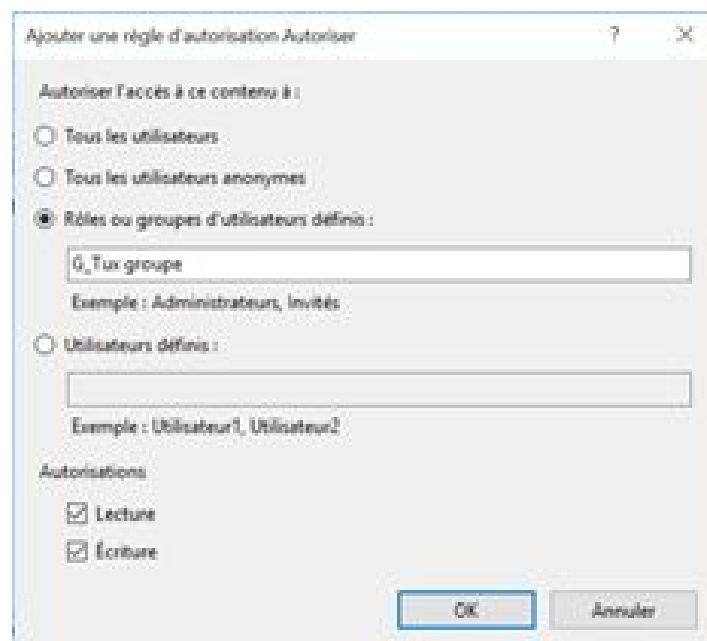 Ajouter une règle d'autorisation Autoriser ?
Autoriser l'accès à ce contenu à :
Tous les utilisateurs
Tous les utilisateurs anonymes
Rôles ou groupes d'utilisateurs définis :
G_Tux groupe
Exemple : Administrateurs, Invités
Utilisateurs définis :
Exemple : Utilisateur1, Utilisateur2
Autorisations
Lecture
Écriture
OK Annuler